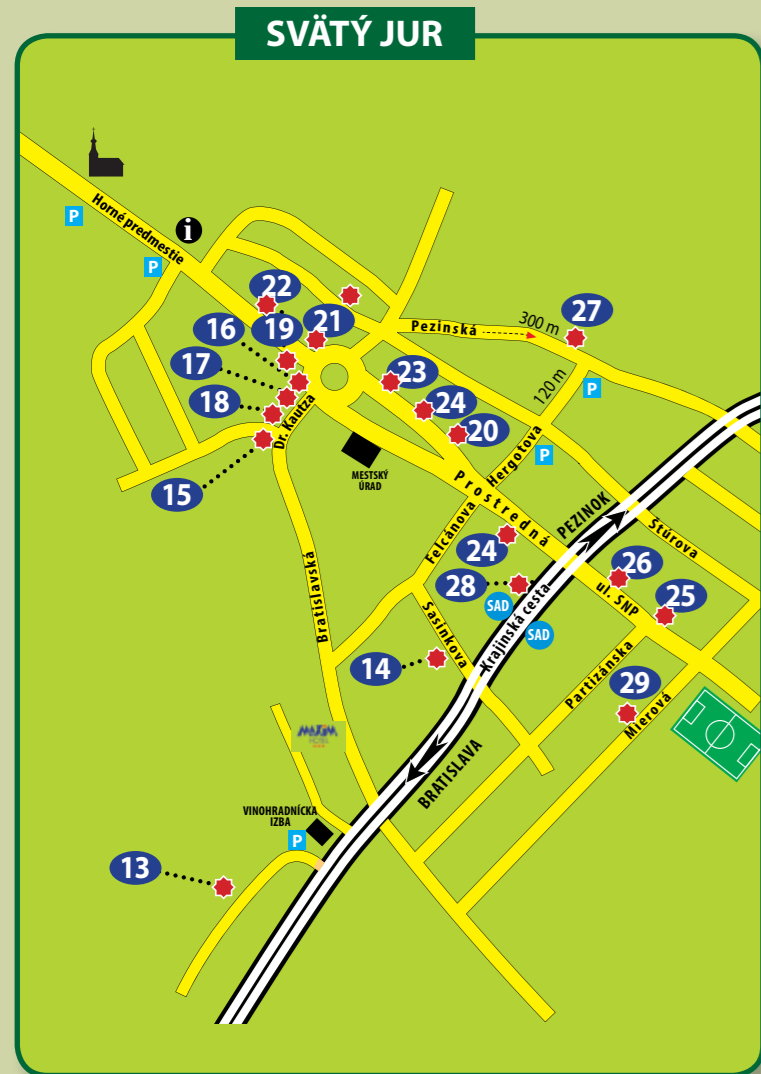 SVÄTÝ JUR
P
Horné predmestie
i
P
22
27
300 m
16
19
21
Pezinská
17
23
120 m
P
18
24
Dr. Kautza
20
Hergotova
P
MESTSKÝ
ÚRAD
15
Prostredná
PEZINOK
Felcánova
Štúrova
24
26
28
SAD
ul. SNP
25
Bratislavská
Krajinská cesta
SAD
Sasinkova
14
Partizánska
29
Mierová
MAXIM
HOTEL
BRATISLAVA
VINOHRADNÍCKA
IZBA
P
13